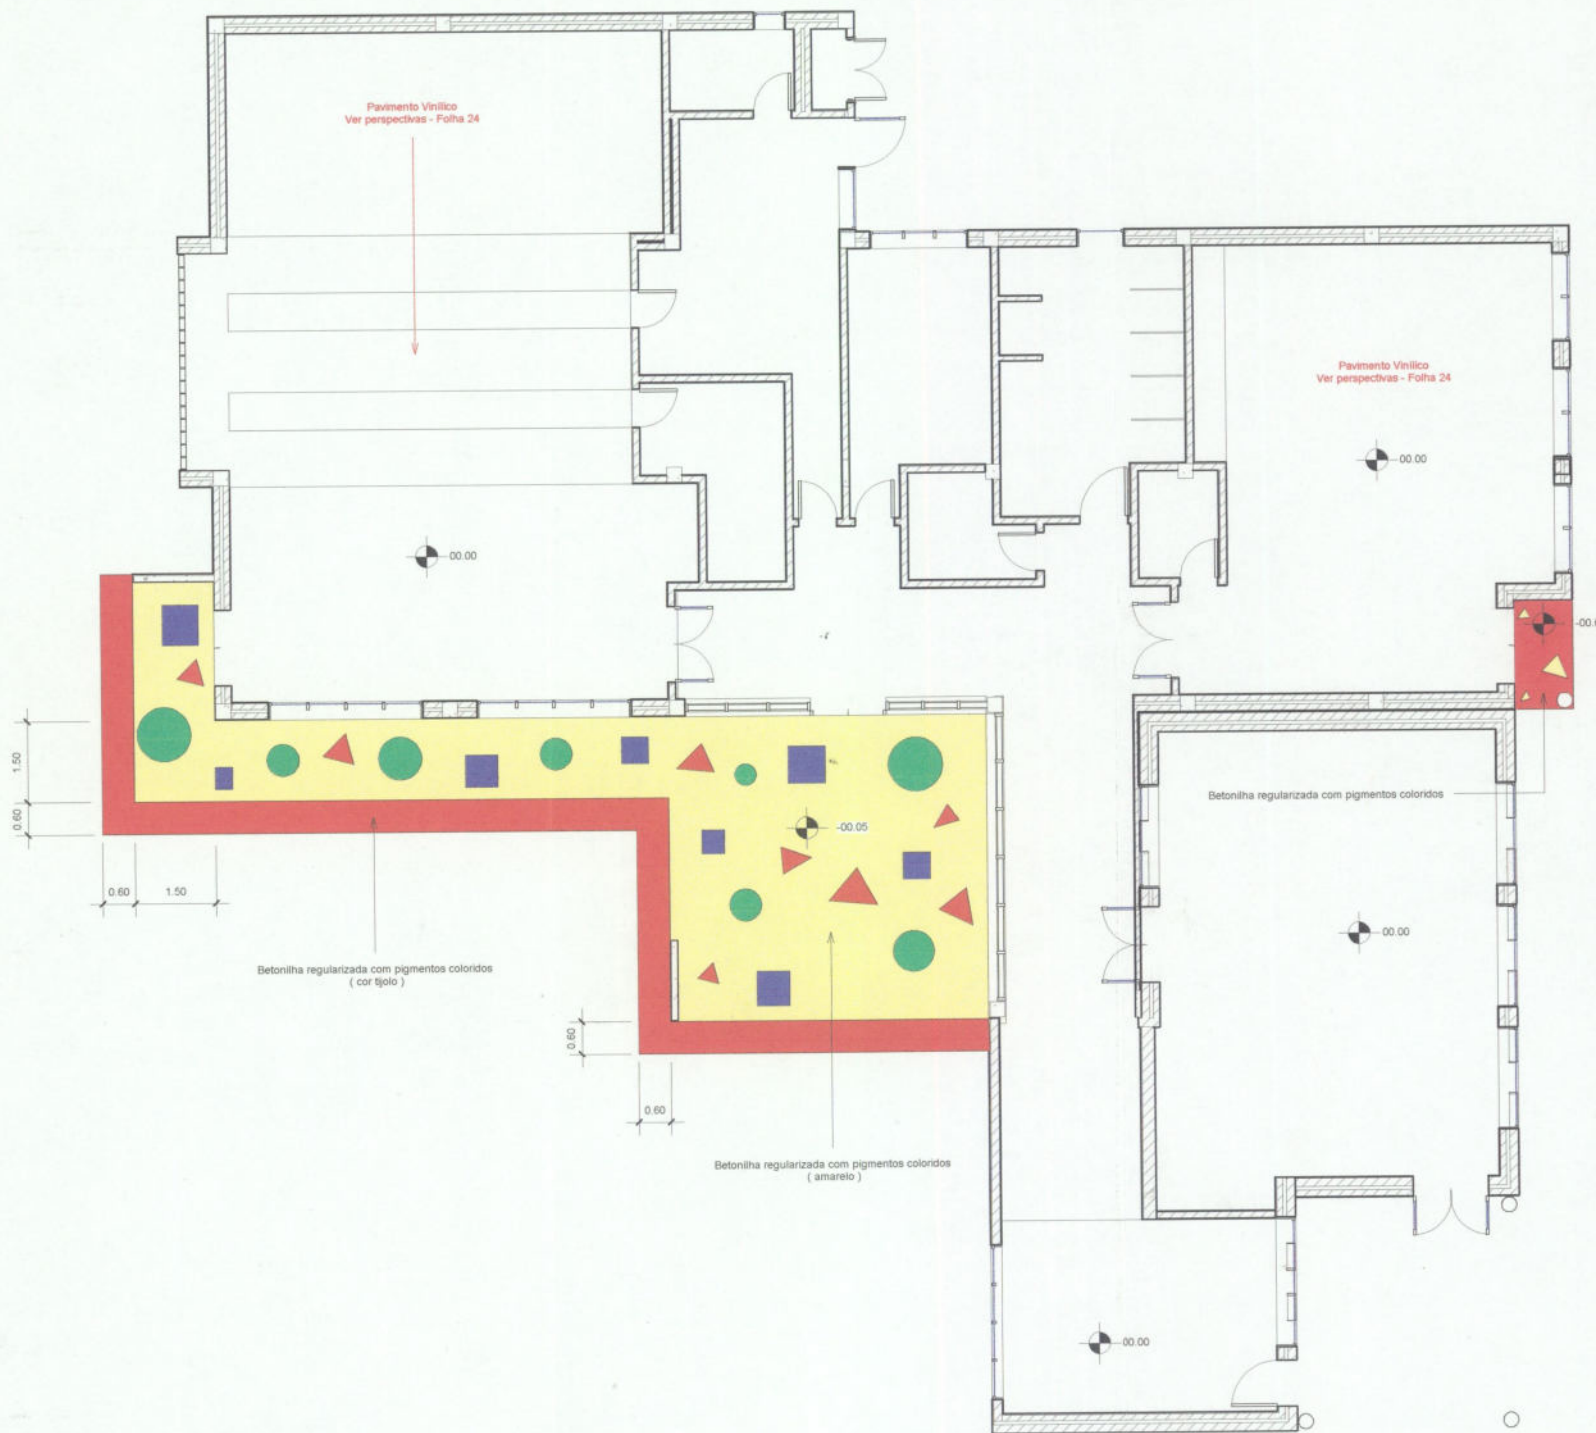 Pavimento Vinílico
Ver perspectivas - Folha 24
Pavimento Vinílico
Ver perspectivas - Folha 24
00.00
00.00
1.50
0.60
0.60
1.50
-00.05
Betonilha regularizada com pigmentos coloridos
00.00
Betonilha regularizada com pigmentos coloridos
( cor tijolo )
0.60
0.60
Betonilha regularizada com pigmentos coloridos
( amarelo )
00.00